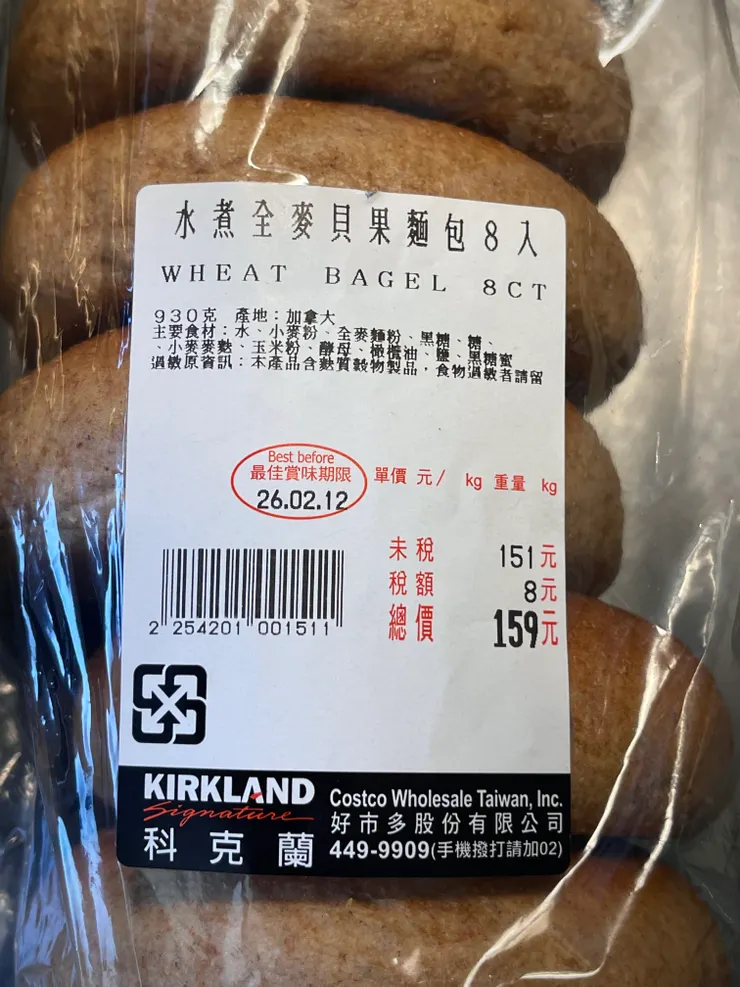 水煮全麥貝果麵包8入
WHEAT BAGEL 8CT
930克 產地:加拿大
主要食材:水、小麥粉、全麥麵粉、黑糖、糖、
、小麥麥麩、玉米粉、酵母、橄欖油、鹽、黑糖蜜
過敏原資訊:本產品含麩質穀物製品,食物過敏者請留
Best before
最佳賞味期限
26.02.12
單價 元/ kg 重量 kg
未稅 151元
稅額 8元
總價 159元
2 254201 001511
KIRKLAND
Signature
科克蘭
Costco Wholesale Taiwan, Inc.
好市多股份有限公司
449-9909(手機撥打請加02)